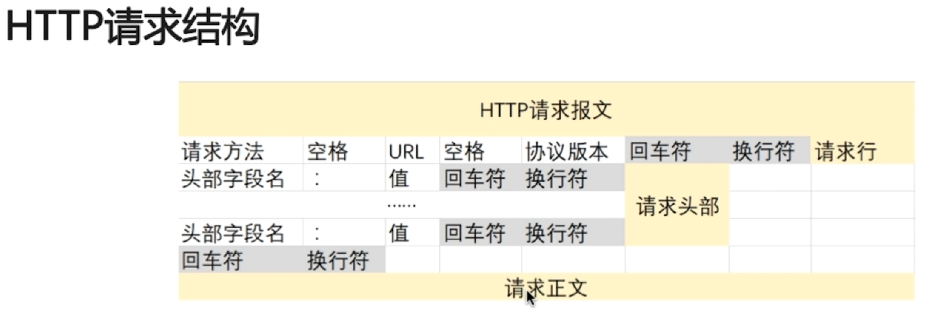 HTTP请求结构
HTTP请求报文
请求方法 空格 URL 空格 协议版本 回车符 换行符 请求行
头部字段名 : 值 回车符 换行符
请求头部
......
头部字段名 : 值 回车符 换行符
回车符 换行符
请求正文